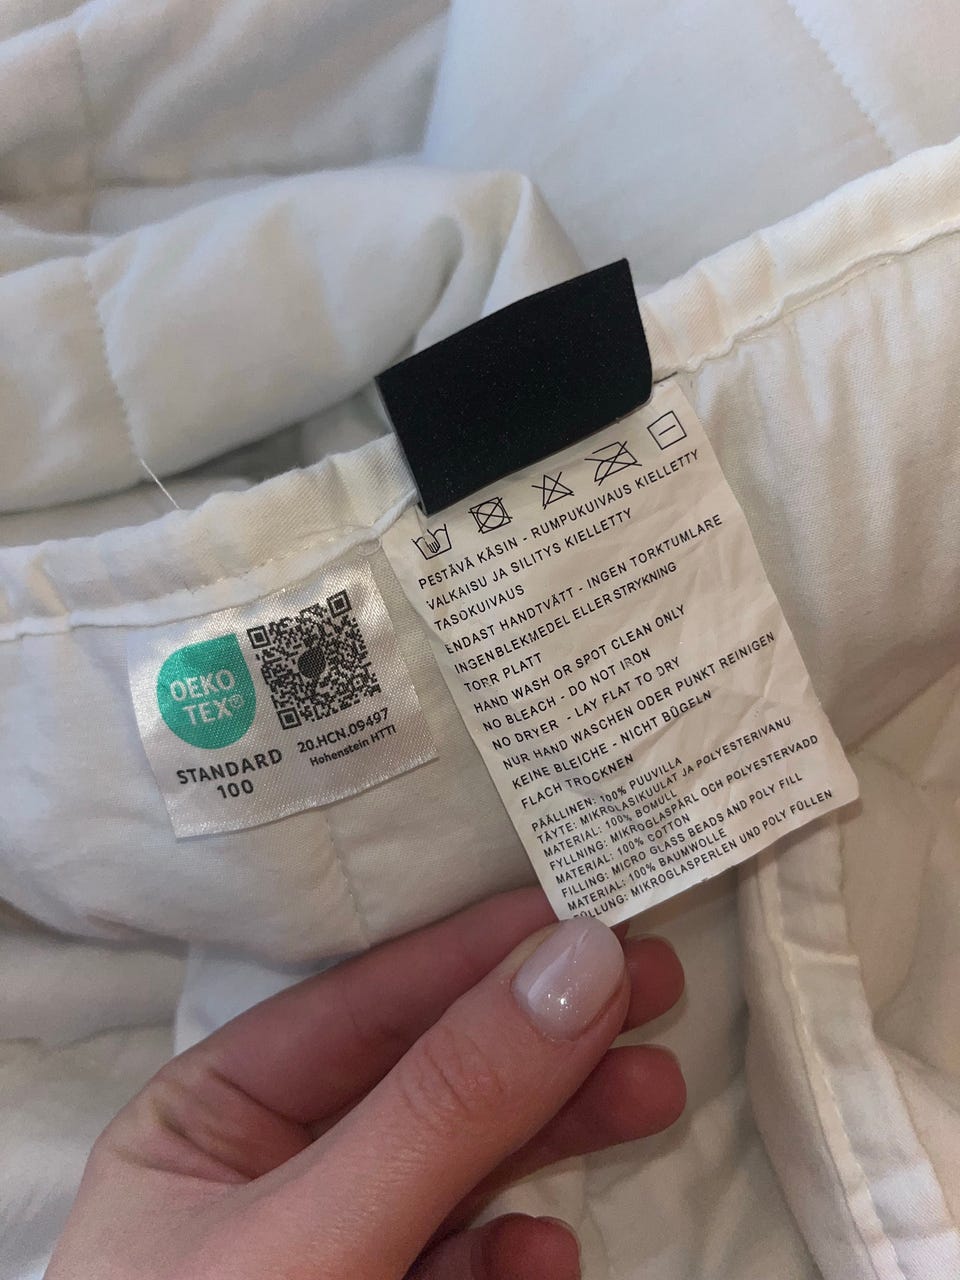 OEKO
TEX®
STANDARD
100
20.HCN.09497
Hohenstein HTTI
PESTÄVÄ KÄSIN - RUMPUKUIVAUS KIELLETTY
VALKAISU JA SILITYS KIELLETTY
TASOKUIVAUS
ENDAST HANDTVÄTT - INGEN TORKTUMLARE
INGEN BLEKMEDEL ELLER STRYKNING
TORR PLATT
HAND WASH OR SPOT CLEAN ONLY
NO BLEACH - DO NOT IRON
NO DRYER - LAY FLAT TO DRY
NUR HAND WASCHEN ODER PUNKT REINIGEN
KEINE BLEICHE - NICHT BÜGELN
FLACH TROCKNEN
PÄÄLLINEN: 100% PUUVILLA
TÄYTE: MIKROLASIKUULAT JA POLYESTERIVANU
MATERIAL: 100% BOMULL
FYLLNING: MIKROGLASPÄRL OCH POLYESTERVADD
MATERIAL: 100% COTTON
FILLING: MICRO GLASS BEADS AND POLY FILL
MATERIAL: 100% BAUMWOLLE
FÜLLUNG: MIKROGLASPERLEN UND POLY FÜLLEN